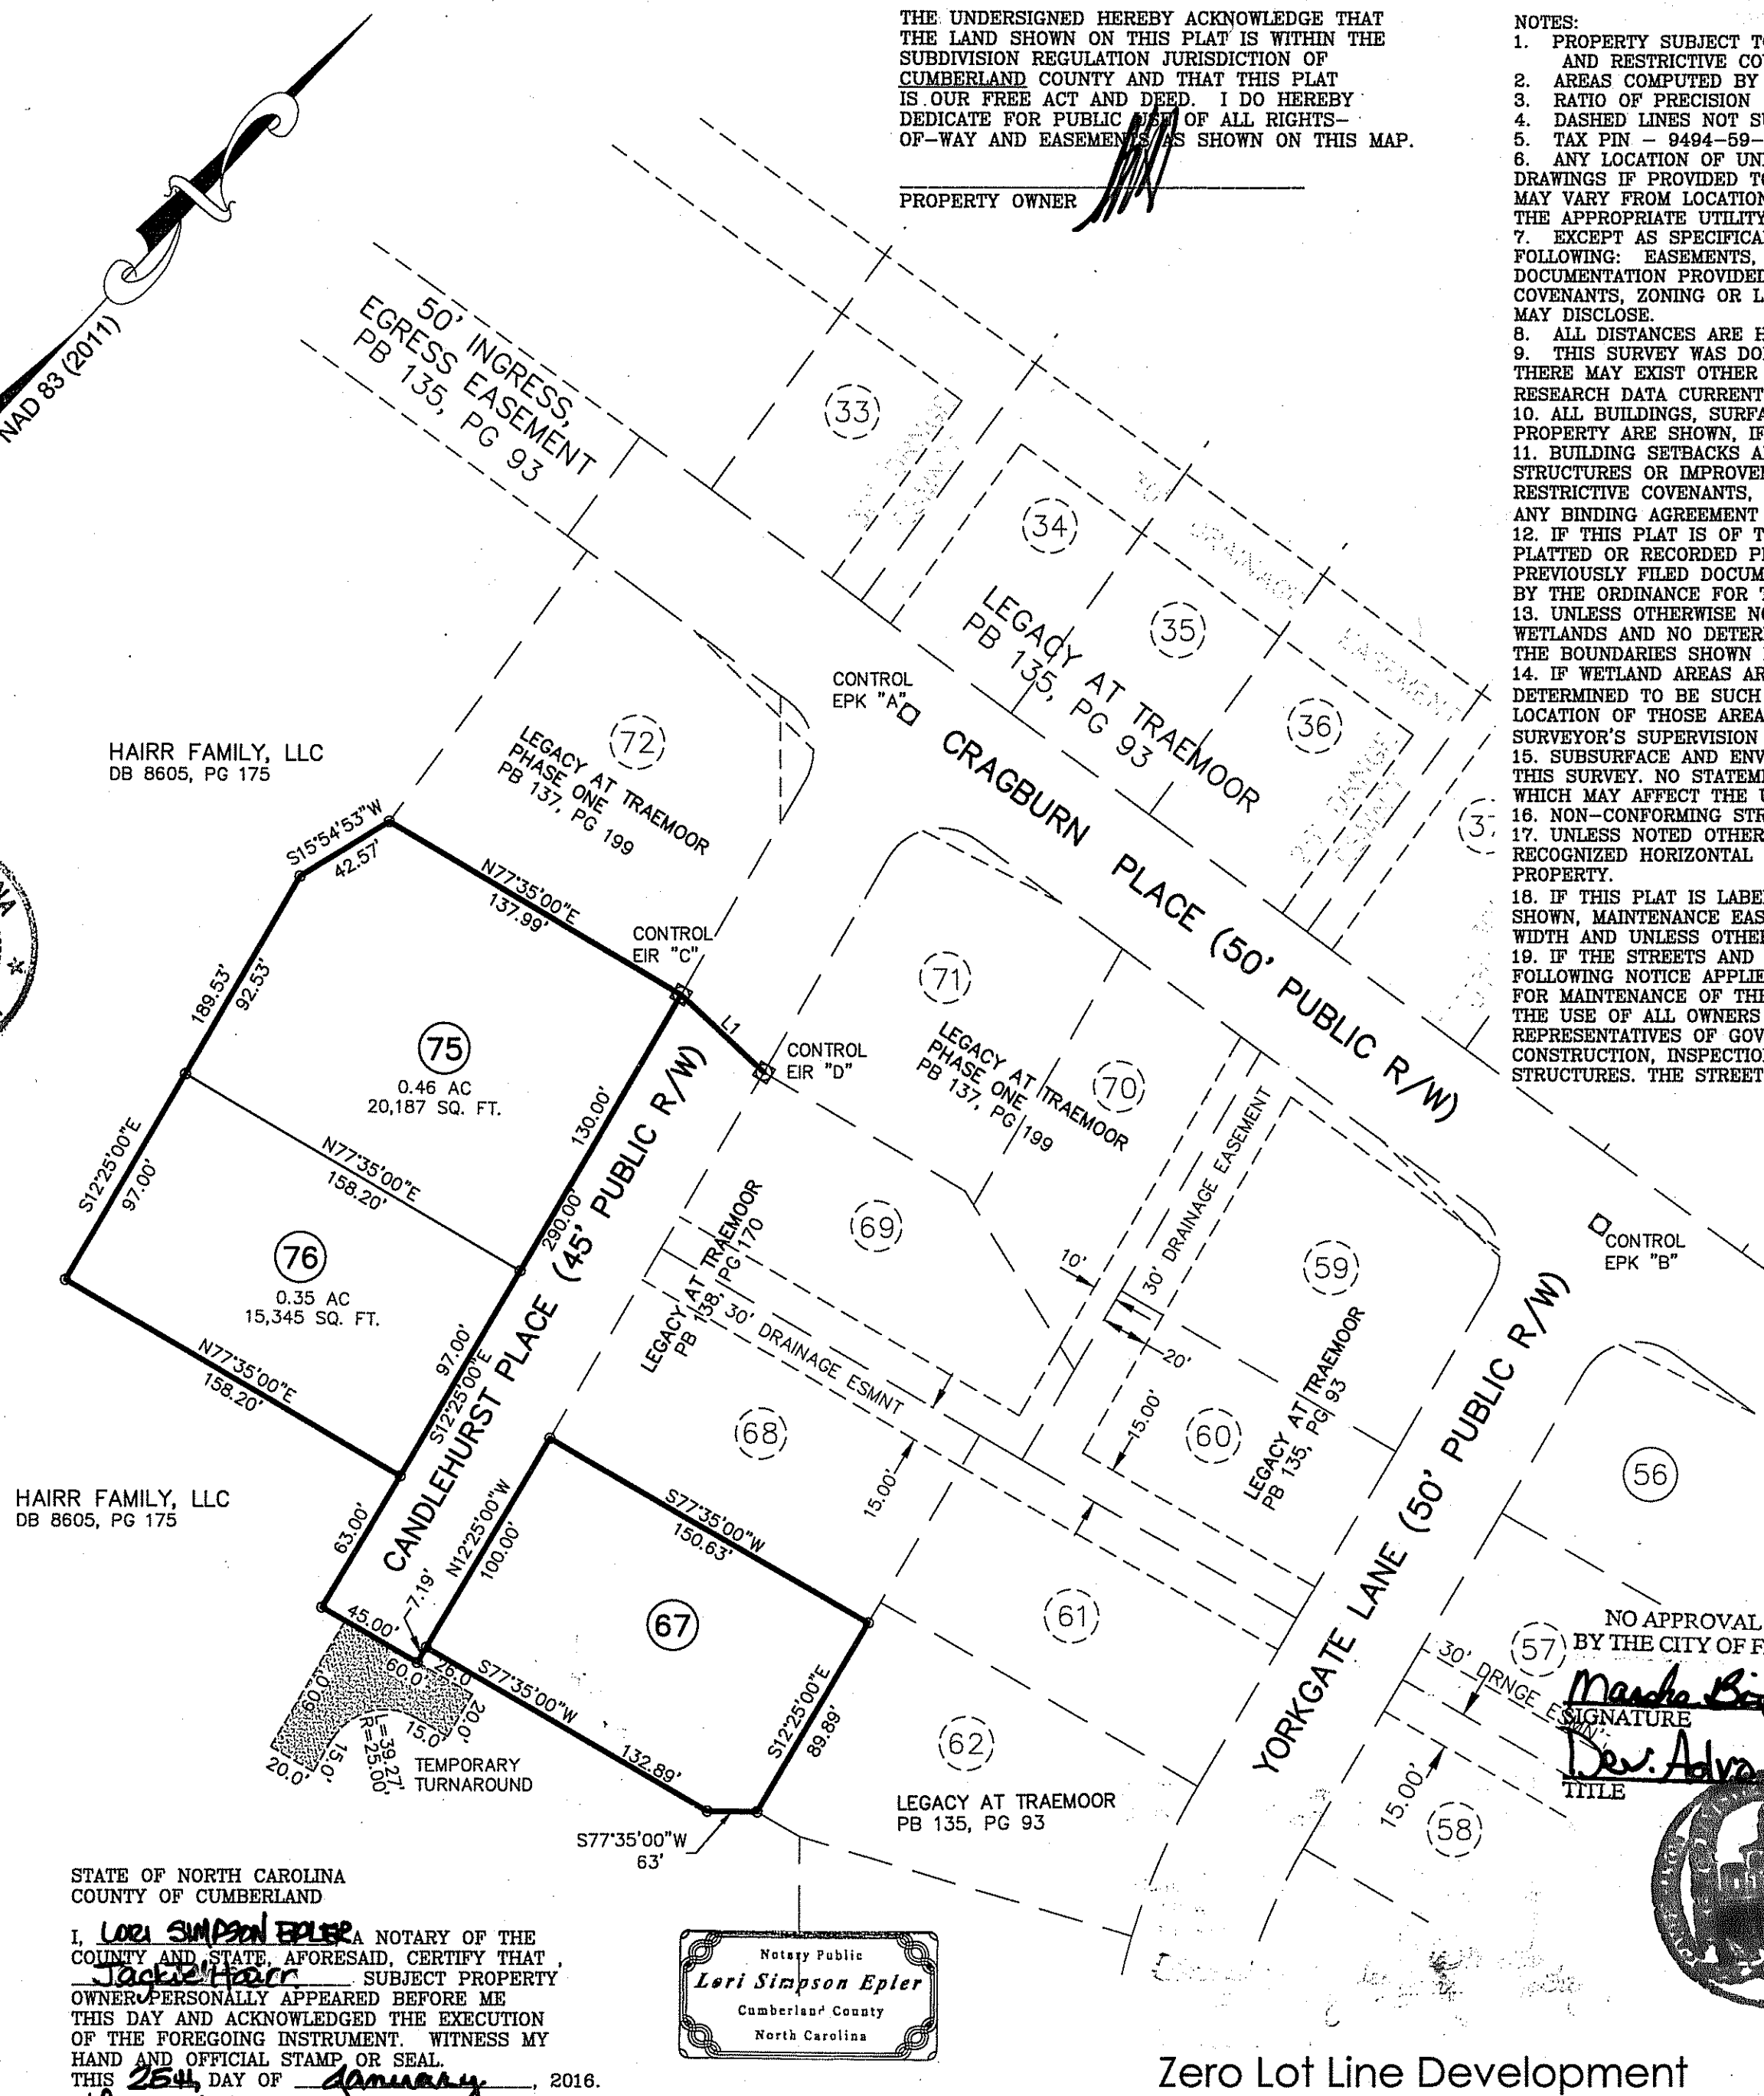 THE UNDERSIGNED HEREBY ACKNOWLEDGE THAT
THE LAND SHOWN ON THIS PLAT IS WITHIN THE
SUBDIVISION REGULATION JURISDICTION OF
CUMBERLAND COUNTY AND THAT THIS PLAT
IS OUR FREE ACT AND DEED. I DO HEREBY
DEDICATE FOR PUBLIC USE OF ALL RIGHTS-
OF-WAY AND EASEMENTS AS SHOWN ON THIS MAP.
PROPERTY OWNER
NOTES:
1. PROPERTY SUBJECT T
AND RESTRICTIVE CO
2. AREAS COMPUTED BY
3. RATIO OF PRECISION
4. DASHED LINES NOT S
5. TAX PIN - 9494-59-
6. ANY LOCATION OF UN
DRAWINGS IF PROVIDED T
MAY VARY FROM LOCATION
THE APPROPRIATE UTILITY
7. EXCEPT AS SPECIFICA
FOLLOWING: EASEMENTS,
DOCUMENTATION PROVIDED
COVENANTS, ZONING OR L
MAY DISCLOSE.
8. ALL DISTANCES ARE H
9. THIS SURVEY WAS DO
THERE MAY EXIST OTHER
RESEARCH DATA CURRENT
10. ALL BUILDINGS, SURFA
PROPERTY ARE SHOWN, IF
11. BUILDING SETBACKS A
STRUCTURES OR IMPROVE
RESTRICTIVE COVENANTS,
ANY BINDING AGREEMENT
12. IF THIS PLAT IS OF T
PLATTED OR RECORDED P
PREVIOUSLY FILED DOCUM
BY THE ORDINANCE FOR
13. UNLESS OTHERWISE N
WETLANDS AND NO DETER
THE BOUNDARIES SHOWN
14. IF WETLAND AREAS AR
DETERMINED TO BE SUCH
LOCATION OF THOSE AREA
SURVEYOR'S SUPERVISION
15. SUBSURFACE AND ENV
THIS SURVEY. NO STATEM
WHICH MAY AFFECT THE U
16. NON-CONFORMING STR
17. UNLESS NOTED OTHER
RECOGNIZED HORIZONTAL
PROPERTY.
18. IF THIS PLAT IS LABE
SHOWN, MAINTENANCE EAS
WIDTH AND UNLESS OTHE
19. IF THE STREETS AND
FOLLOWING NOTICE APPLIE
FOR MAINTENANCE OF THE
THE USE OF ALL OWNERS
REPRESENTATIVES OF GOV
CONSTRUCTION, INSPECTIO
STRUCTURES. THE STREET
NAD 83 (2011)
50' INGRESS,
EGRESS EASEMENT
PB 135, PG 93
33
34
35
36
37
30'
DRAINAGE
EASEMENT
LEGACY AT TRAEMOOR
PB 135, PG 93
CONTROL
EPK "A"
CRAGBURN PLACE (50' PUBLIC R/W)
72
LEGACY AT TRAEMOOR
PHASE ONE
PB 137, PG 199
HAIRR FAMILY, LLC
DB 8605, PG 175
S15°54'53"W
42.57'
N77°35'00"E
137.99'
CONTROL
EIR "C"
L1
CONTROL
EIR "D"
189.53'
92.53'
75
0.46 AC
20,187 SQ. FT.
130.00'
71
LEGACY AT TRAEMOOR
PHASE ONE
PB 137, PG 199
70
S12°25'00"E
97.00'
N77°35'00"E
158.20'
76
0.35 AC
15,345 SQ. FT.
290.00'
CANDLEHURST PLACE (45' PUBLIC R/W)
N77°35'00"E
158.20'
97.00'
S12°25'00"E
LEGACY AT TRAEMOOR
PB 138, PG 170
69
30' DRAINAGE ESMNT
10'
30' DRAINAGE EASEMENT
20'
59
CONTROL
EPK "B"
68
15.00'
15.00'
60
LEGACY AT TRAEMOOR
PB 135, PG 93
56
HAIRR FAMILY, LLC
DB 8605, PG 175
63.00'
N12°25'00"W
100.00'
S77°35'00"W
150.63'
67
7.19'
45.00'
60.0'
26.0'
S77°35'00"W
132.89'
S12°25'00"E
89.89'
60.0'
20.0'
15.0'
L=39.27'
R=25.00'
15.0'
20.0'
TEMPORARY
TURNAROUND
S77°35'00"W
63'
61
62
LEGACY AT TRAEMOOR
PB 135, PG 93
YORKGATE LANE (50' PUBLIC R/W)
57
30' DRNGE ESMNT
15.00'
58
NO APPROVAL
BY THE CITY OF F
SIGNATURE
Dev.
TITLE
STATE OF NORTH CAROLINA
COUNTY OF CUMBERLAND
I, LORI SIMPSON EPLER A NOTARY OF THE
COUNTY AND STATE, AFORESAID, CERTIFY THAT
Jackie Hairr SUBJECT PROPERTY
OWNER PERSONALLY APPEARED BEFORE ME
THIS DAY AND ACKNOWLEDGED THE EXECUTION
OF THE FOREGOING INSTRUMENT. WITNESS MY
HAND AND OFFICIAL STAMP OR SEAL.
THIS 25th DAY OF January, 2016.
Notary Public
Lori Simpson Epler
Cumberland County
North Carolina
Zero Lot Line Development